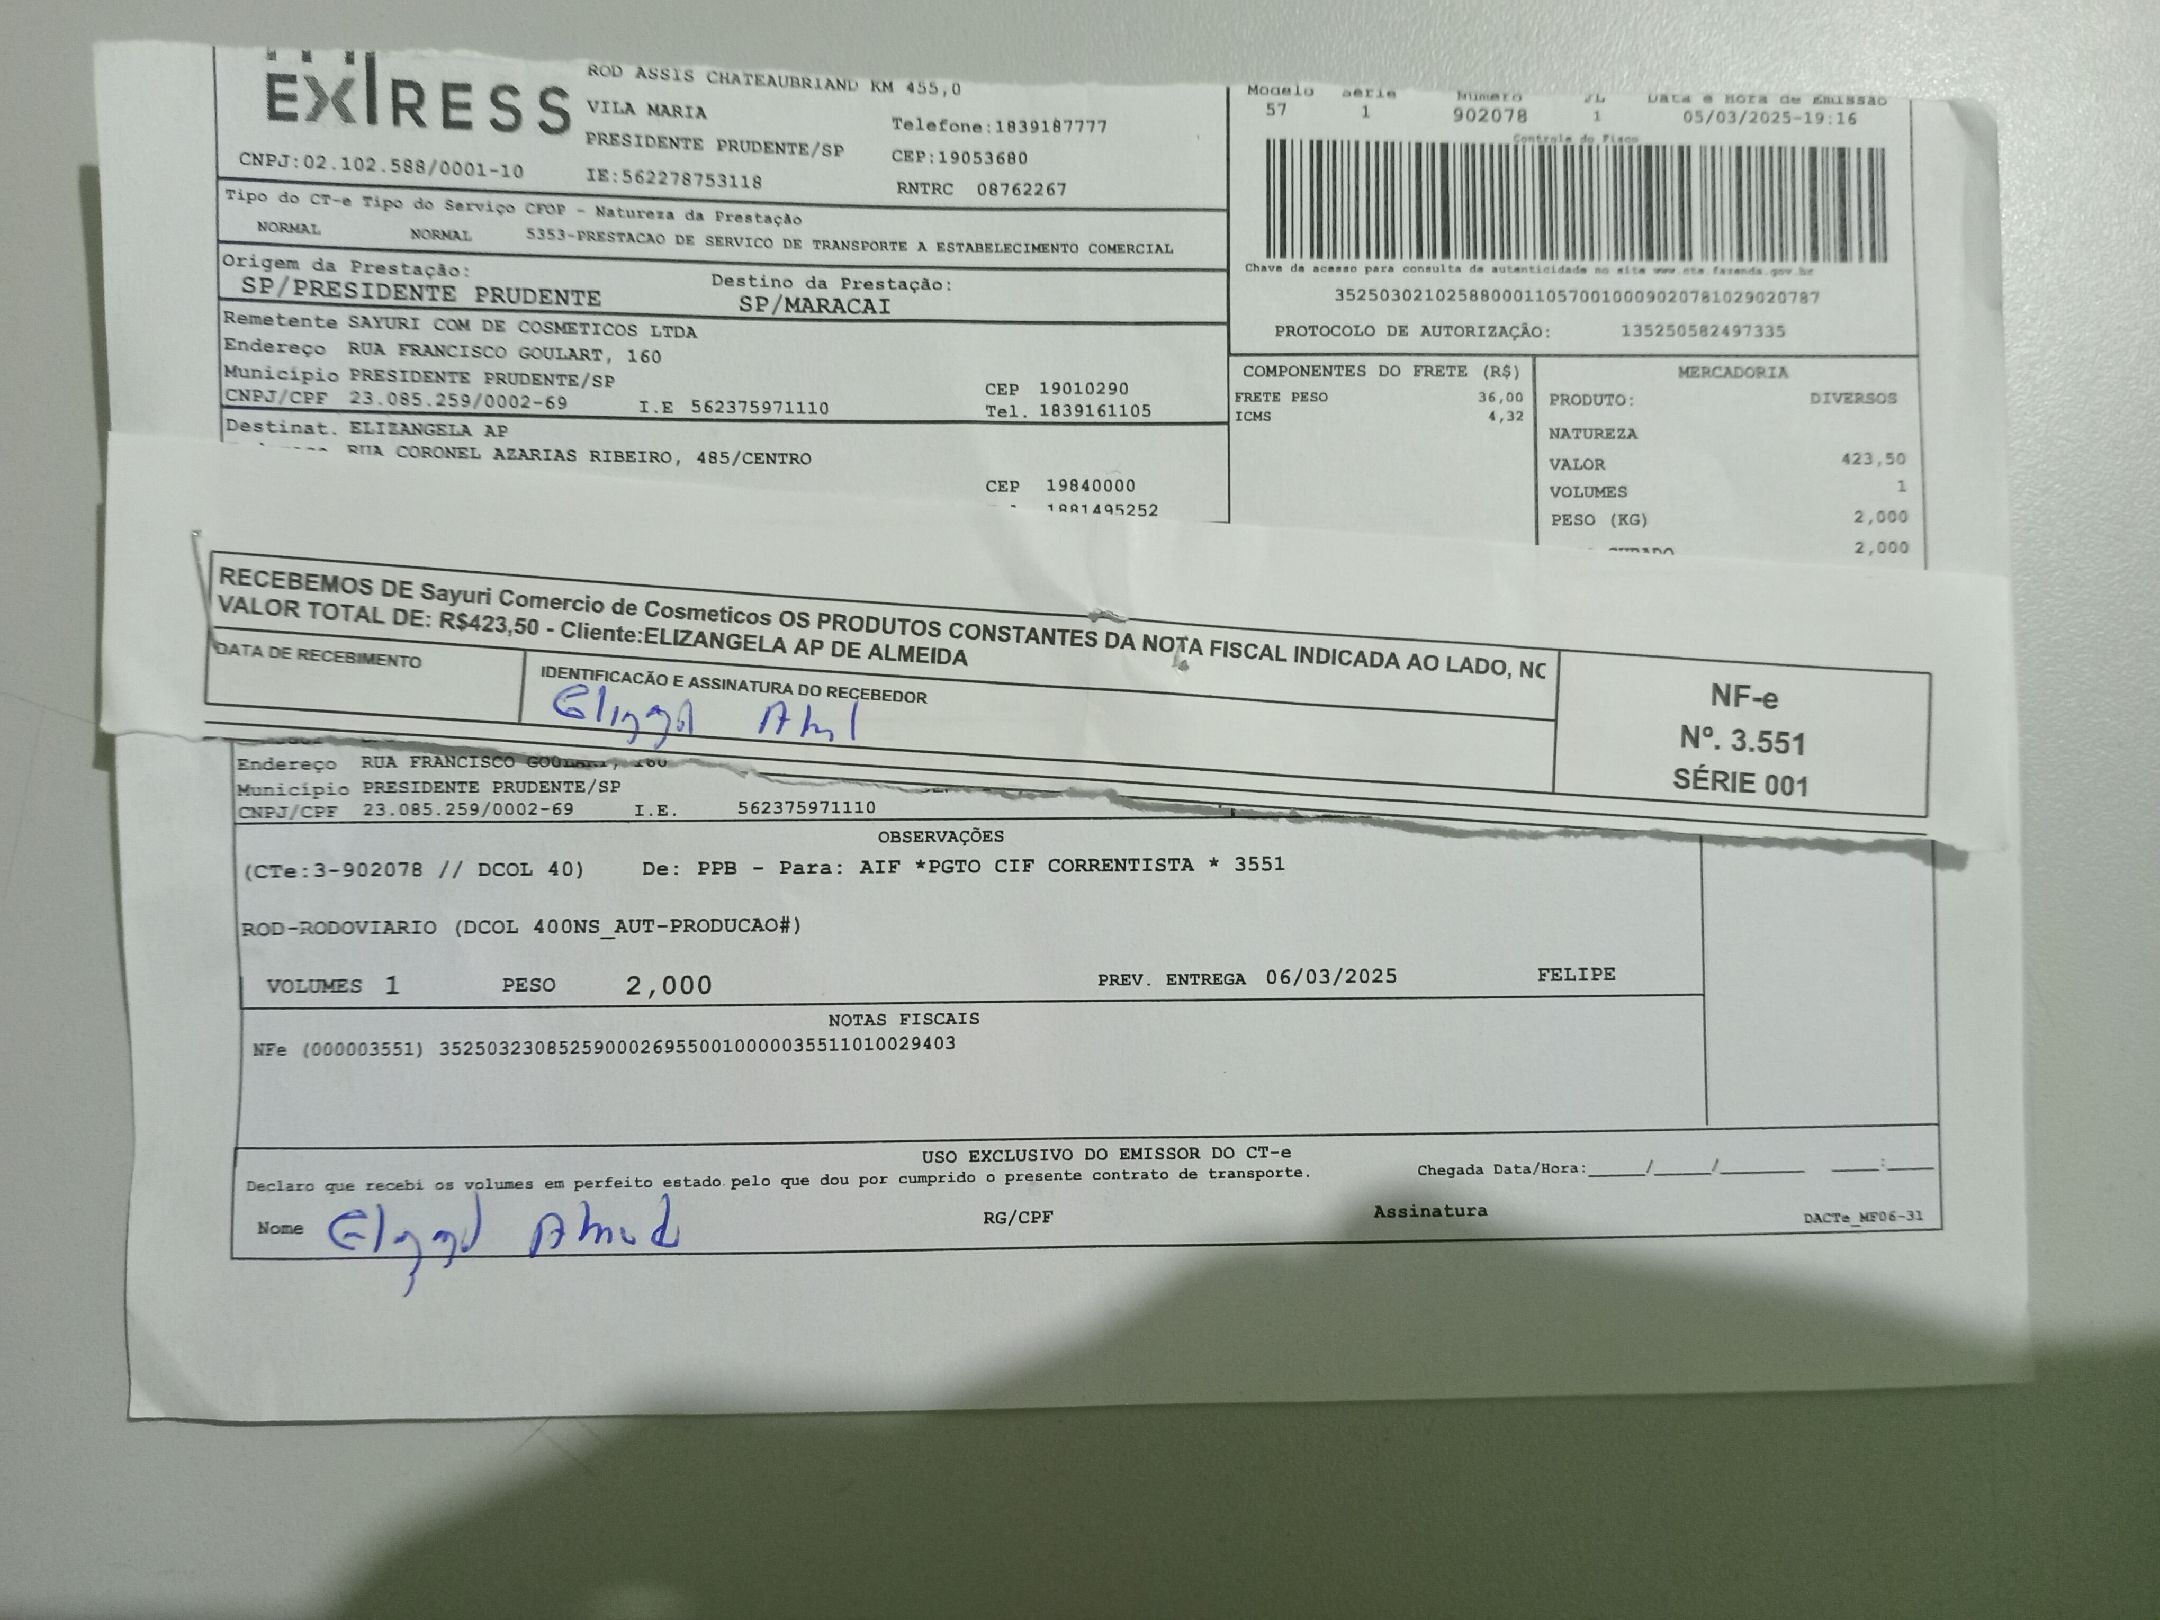 EXPRESS
ROD ASSIS CHATEAUBRIAND KM 455,0
VILA MARIA
Telefone:1839187777
PRESIDENTE PRUDENTE/SP
CEP:19053680
CNPJ:02.102.588/0001-10
IE:562278753118
RNTRC 08762267
Modelo Série Número FL Data e Hora de Emissão
57 1 902078 1 05/03/2025-19:16
Controle do Fisco
Tipo do CT-e Tipo do Serviço CFOP - Natureza da Prestação
NORMAL NORMAL 5353-PRESTACAO DE SERVICO DE TRANSPORTE A ESTABELECIMENTO COMERCIAL
Chave de acesso para consulta de autenticidade no site www.cte.fazenda.gov.br
35250302102588000110570010009020781029020787
PROTOCOLO DE AUTORIZAÇÃO: 135250582497335
Origem da Prestação: Destino da Prestação:
SP/PRESIDENTE PRUDENTE SP/MARACAI
Remetente SAYURI COM DE COSMETICOS LTDA
Endereço RUA FRANCISCO GOULART, 160
Município PRESIDENTE PRUDENTE/SP CEP 19010290
CNPJ/CPF 23.085.259/0002-69 I.E 562375971110 Tel. 1839161105
Destinat. ELIZANGELA AP
RUA CORONEL AZARIAS RIBEIRO, 485/CENTRO
CEP 19840000
1881495252
COMPONENTES DO FRETE (R$)
FRETE PESO 36,00
ICMS 4,32
MERCADORIA
PRODUTO: DIVERSOS
NATUREZA
VALOR 423,50
VOLUMES 1
PESO (KG) 2,000
2,000
RECEBEMOS DE Sayuri Comercio de Cosmeticos OS PRODUTOS CONSTANTES DA NOTA FISCAL INDICADA AO LADO, NO
VALOR TOTAL DE: R$423,50 - Cliente:ELIZANGELA AP DE ALMEIDA
DATA DE RECEBIMENTO
IDENTIFICACÃO E ASSINATURA DO RECEBEDOR
NF-e
Nº. 3.551
SÉRIE 001
Endereço RUA FRANCISCO GOULART, 160
Município PRESIDENTE PRUDENTE/SP
CNPJ/CPF 23.085.259/0002-69 I.E. 562375971110
OBSERVAÇÕES
(CTe:3-902078 // DCOL 40) De: PPB - Para: AIF *PGTO CIF CORRENTISTA * 3551
ROD-RODOVIARIO (DCOL 400NS_AUT-PRODUCAO#)
VOLUMES 1 PESO 2,000 PREV. ENTREGA 06/03/2025 FELIPE
NOTAS FISCAIS
NFe (000003551) 35250323085259000269550010000035511010029403
USO EXCLUSIVO DO EMISSOR DO CT-e
Declaro que recebi os volumes em perfeito estado pelo que dou por cumprido o presente contrato de transporte.
Chegada Data/Hora:_____/_____/_______ ____:____
Nome
RG/CPF
Assinatura
DACTe_MF06-31